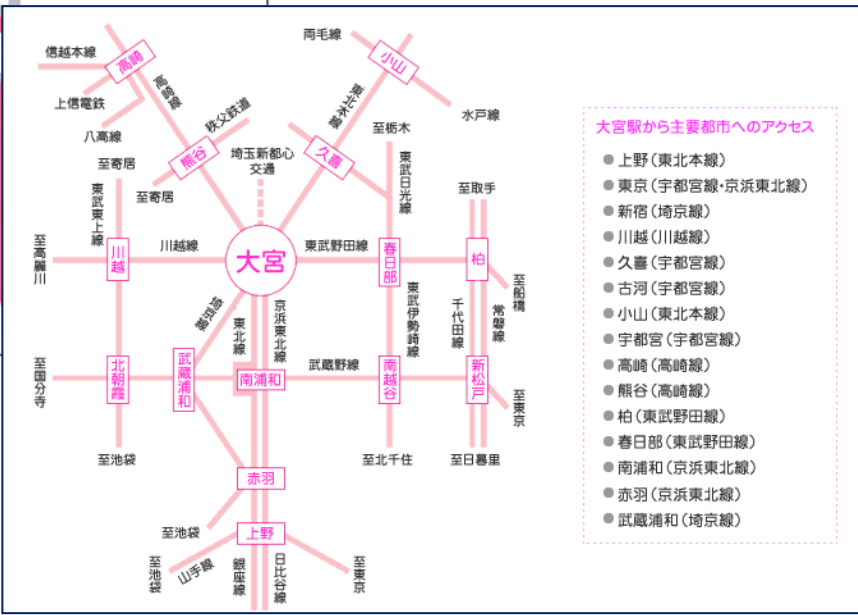 信越本線
高崎
上信電鉄
八高線
高崎線
秩父鉄道
熊谷
至寄居
至寄居
両毛線
小山
水戸線
東北本線
久喜
埼玉新都心
交通
至栃木
東武日光線
至取手
東武東上線
至高麗川
川越
川越線
大宮
東武野田線
春日部
柏
至船橋
埼京線
東北線
京浜東北線
東武伊勢崎線
千代田線
常磐線
至国分寺
北朝霞
武蔵浦和
南浦和
武蔵野線
南越谷
新松戸
至東京
至池袋
至北千住
至日暮里
赤羽
至池袋
上野
至池袋
山手線
銀座線
日比谷線
至東京
大宮駅から主要都市へのアクセス
●上野(東北本線)
●東京(宇都宮線・京浜東北線)
●新宿(埼京線)
●川越(川越線)
●久喜(宇都宮線)
●古河(宇都宮線)
●小山(東北本線)
●宇都宮(宇都宮線)
●高崎(高崎線)
●熊谷(高崎線)
●柏(東武野田線)
●春日部(東武野田線)
●南浦和(京浜東北線)
●赤羽(京浜東北線)
●武蔵浦和(埼京線)